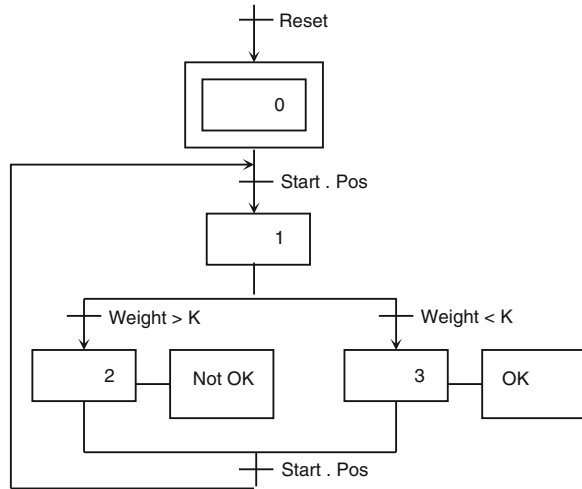 Reset
0
Start . Pos
1
Weight > K
Weight < K
2
Not OK
3
OK
Start . Pos